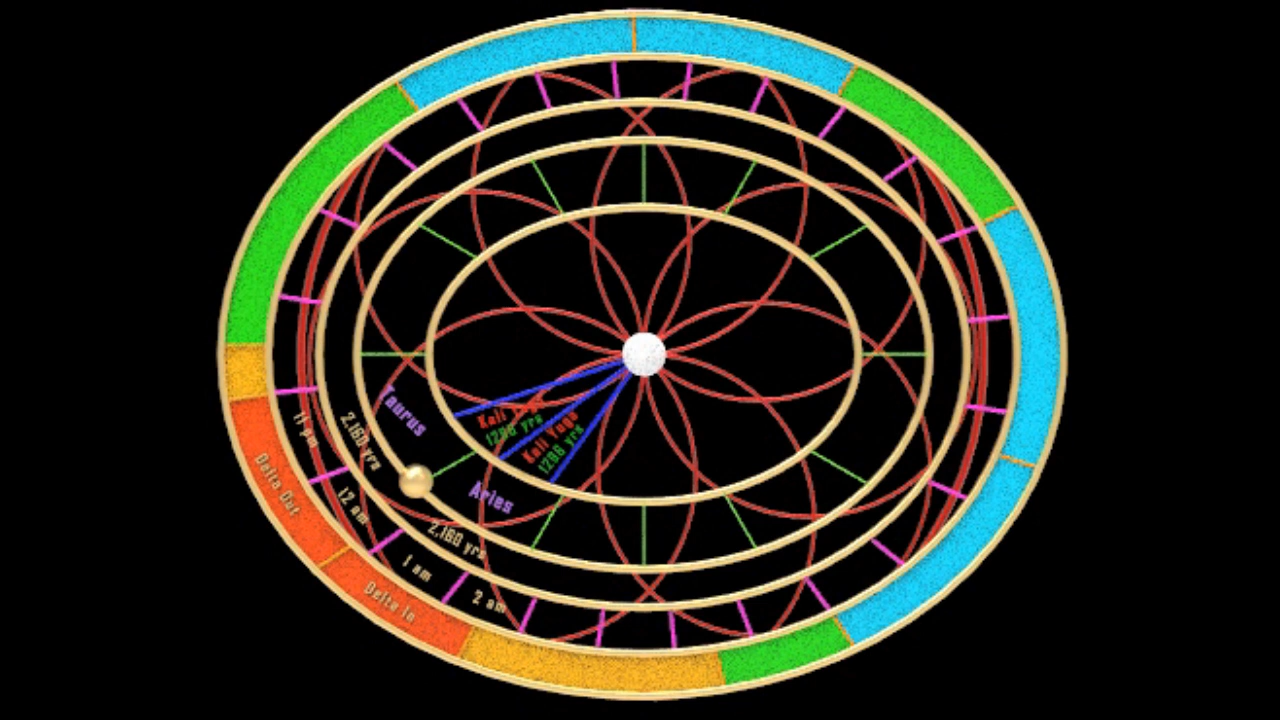 Taurus
Kali Yuga
1296 yrs
Kali Yuga
1296 yrs
Aries
2,160 yrs
2,160 yrs
11 pm
12 am
1 am
2 am
Delta Out
Delta In